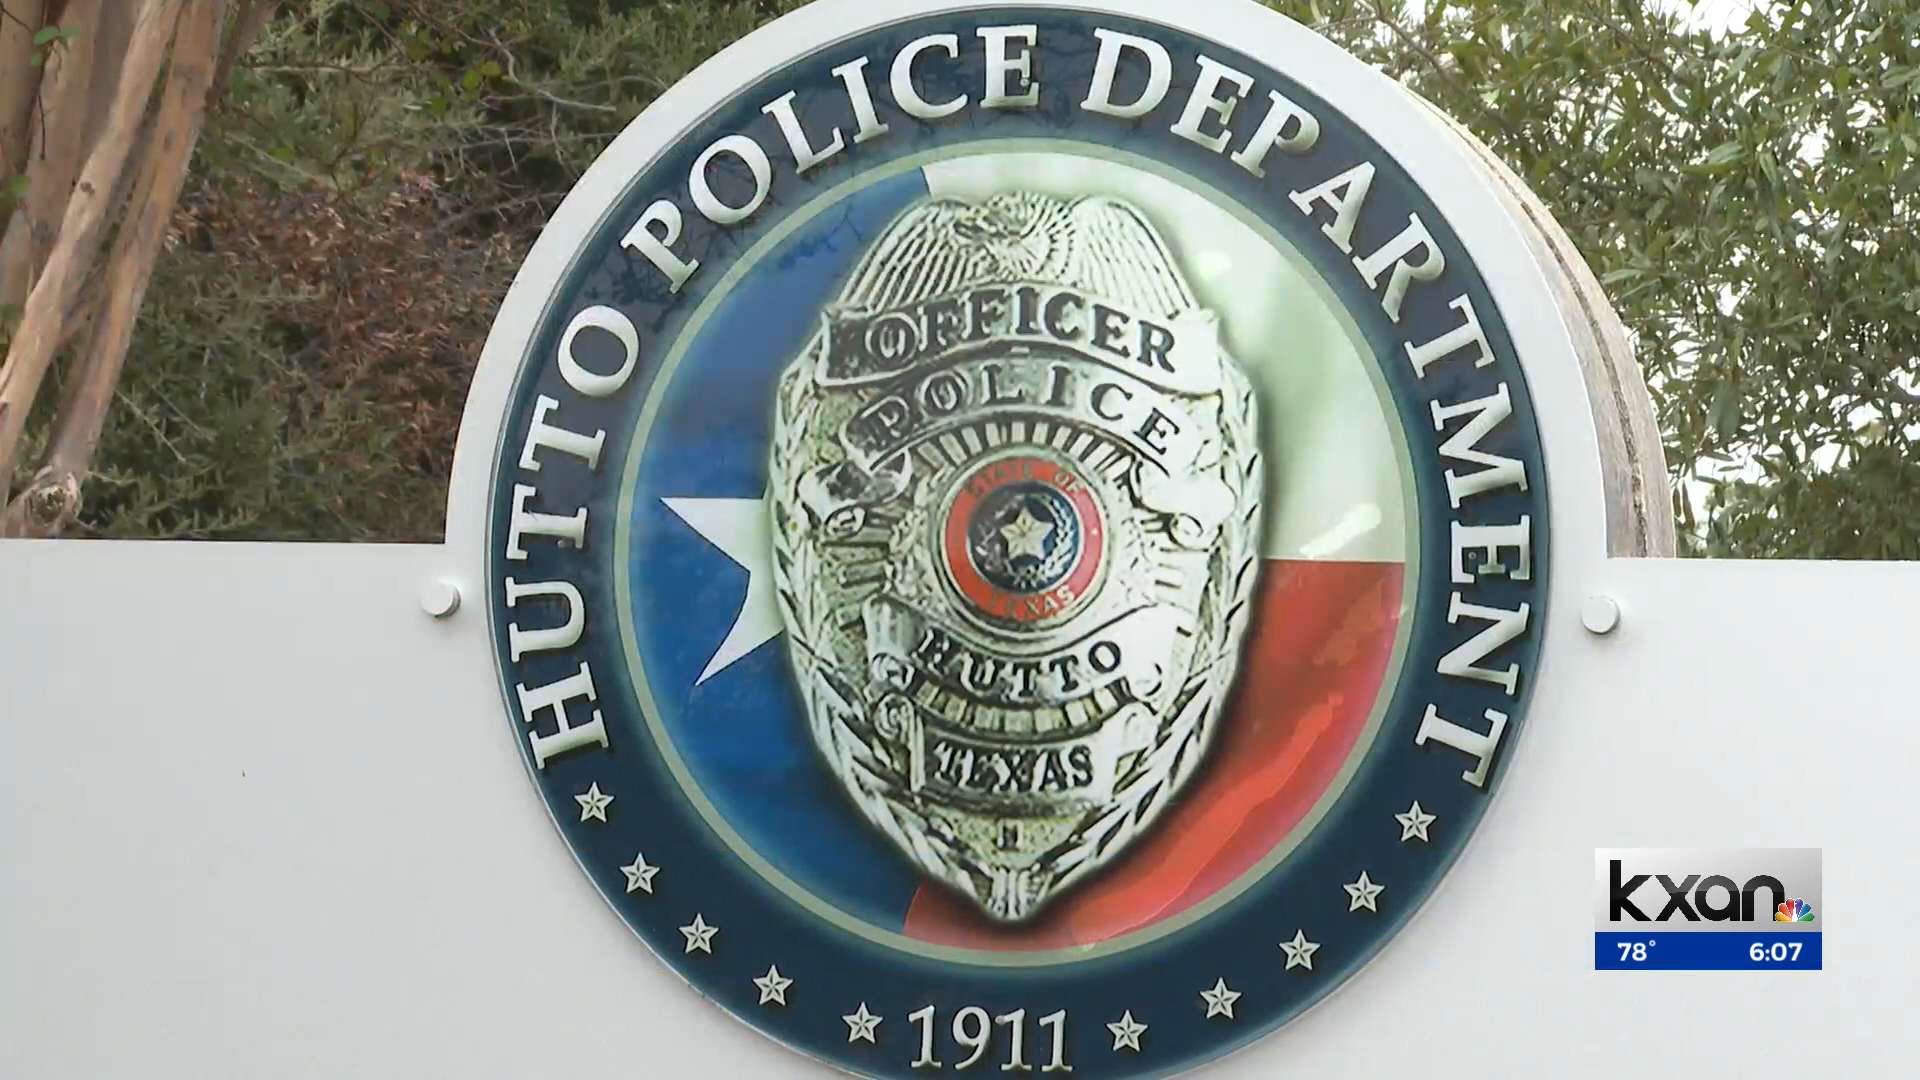 HUTTO POLICE DEPARTMENT
OFFICER
POLICE
STATE OF
TEXAS
HUTTO
TEXAS
1911
kxan
78° 6:07